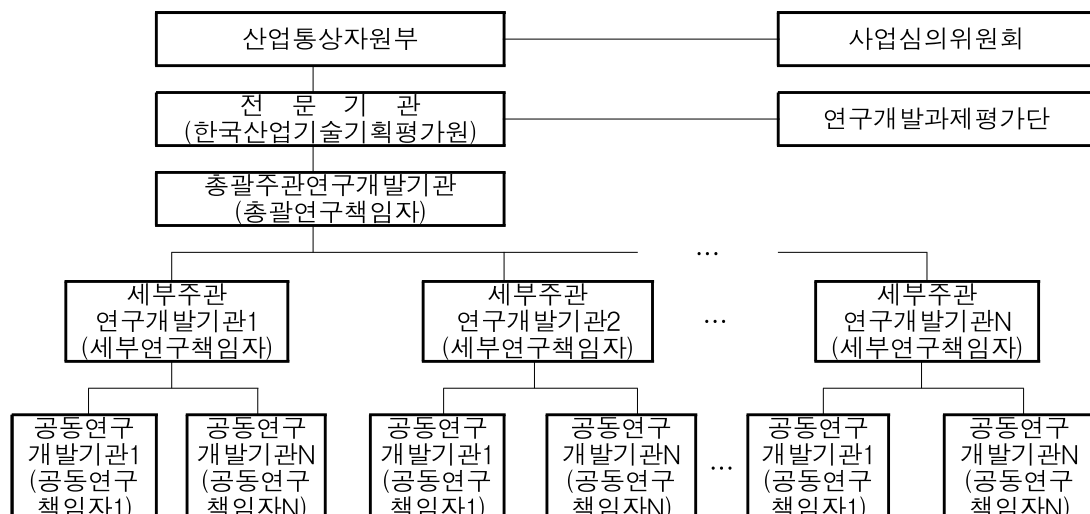 산업통상자원부
사업심의위원회
전 문 기 관
(한국산업기술기획평가원)
연구개발과제평가단
총괄주관연구개발기관
(총괄연구책임자)
…
세부주관
연구개발기관1
(세부연구책임자)
세부주관
연구개발기관2
(세부연구책임자)
…
세부주관
연구개발기관N
(세부연구책임자)
공동연구
개발기관1
(공동연구
책임자1)
공동연구
개발기관N
(공동연구
책임자N)
공동연구
개발기관1
(공동연구
책임자1)
공동연구
개발기관N
(공동연구
책임자N)
…
공동연구
개발기관1
(공동연구
책임자1)
공동연구
개발기관N
(공동연구
책임자N)